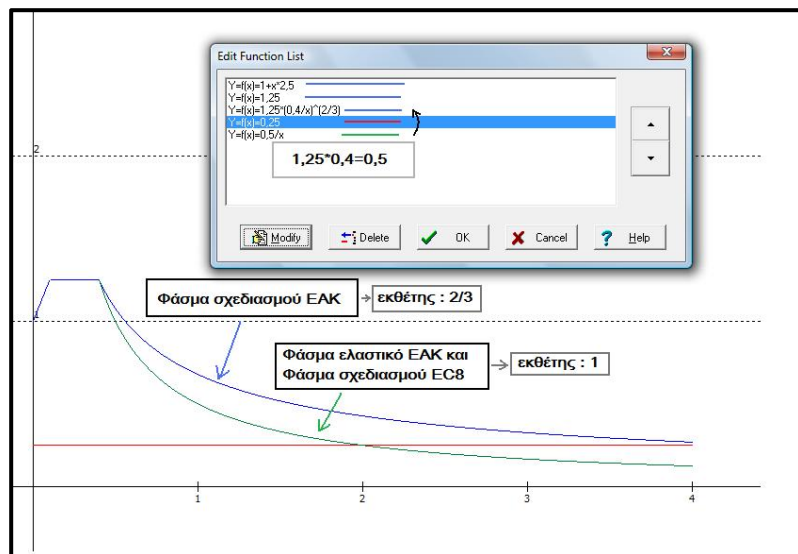 Edit Function List
Y=f(x)=1+x*2,5
Y=f(x)=1,25
Y=f(x)=1,25*(0,4/x)^(2/3)
Y=f(x)=0,25
Y=f(x)=0,5/x
1,25*0,4=0,5
Modify
Delete
OK
Cancel
? Help
2
Φάσμα σχεδιασμού ΕΑΚ
εκθέτης : 2/3
1
Φάσμα ελαστικό ΕΑΚ και
Φάσμα σχεδιασμού EC8
εκθέτης : 1
1
2
3
4